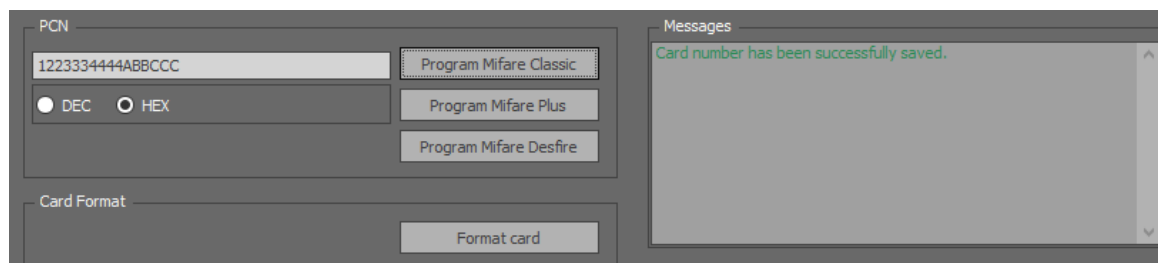 PCN
1223334444ABBCCC
Program Mifare Classic
DEC
HEX
Program Mifare Plus
Program Mifare Desfire
Card Format
Format card
Messages
Card number has been successfully saved.